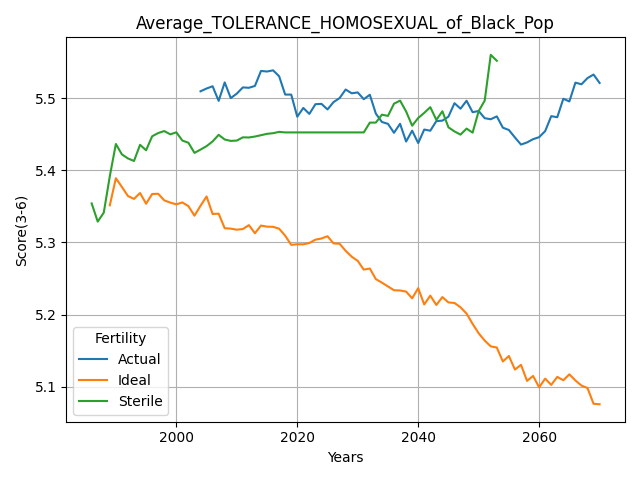 Average_TOLERANCE_HOMOSEXUAL_of_Black_Pop
Score(3-6)
5.5
5.4
5.3
5.2
5.1
Fertility
Actual
Ideal
Sterile
2000 2020 2040 2060
Years